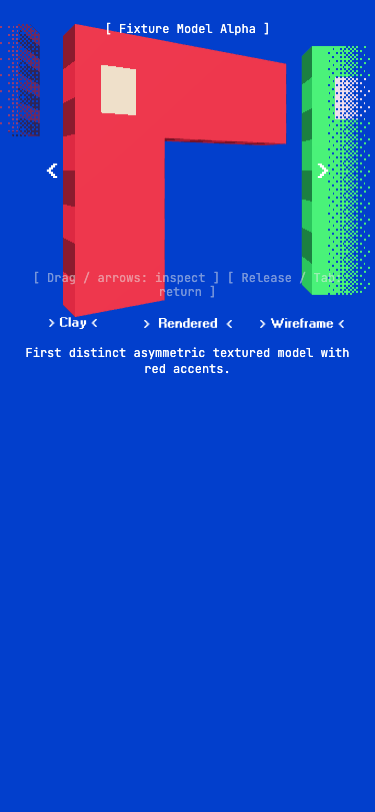 [ Fixture Model Alpha ]
[ Drag / arrows: inspect ] [ Release / Tap:
return ]
> Clay < > Rendered < > Wireframe <
First distinct asymmetric textured model with
red accents.